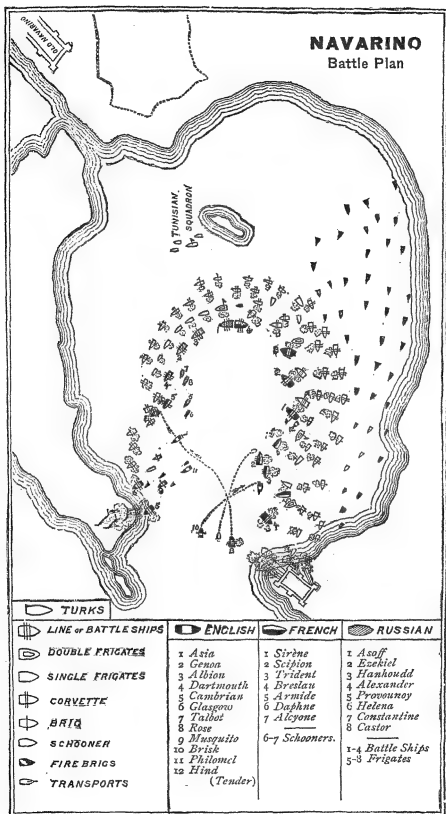 NAVARINO
Battle Plan
OLD NAVARINO
TUNISIAN
SQUADRON
TURKS
LINE OF BATTLE SHIPS
DOUBLE FRIGATES
SINGLE FRIGATES
CORVETTE
BRIG
SCHOONER
FIRE BRIGS
TRANSPORTS
ENGLISH
1 Asia
2 Genoa
3 Albion
4 Dartmouth
5 Cambrian
6 Glasgow
7 Talbot
8 Rose
9 Musquito
10 Brisk
11 Philomel
12 Hind
(Tender)
FRENCH
1 Sirène
2 Scipion
3 Trident
4 Breslau
5 Armide
6 Daphne
7 Alcyone
6-7 Schooners.
RUSSIAN
1 Asoff
2 Ezekiel
3 Hanhoudd
4 Alexander
5 Provounoy
6 Helena
7 Constantine
8 Castor
1-4 Battle Ships
5-8 Frigates